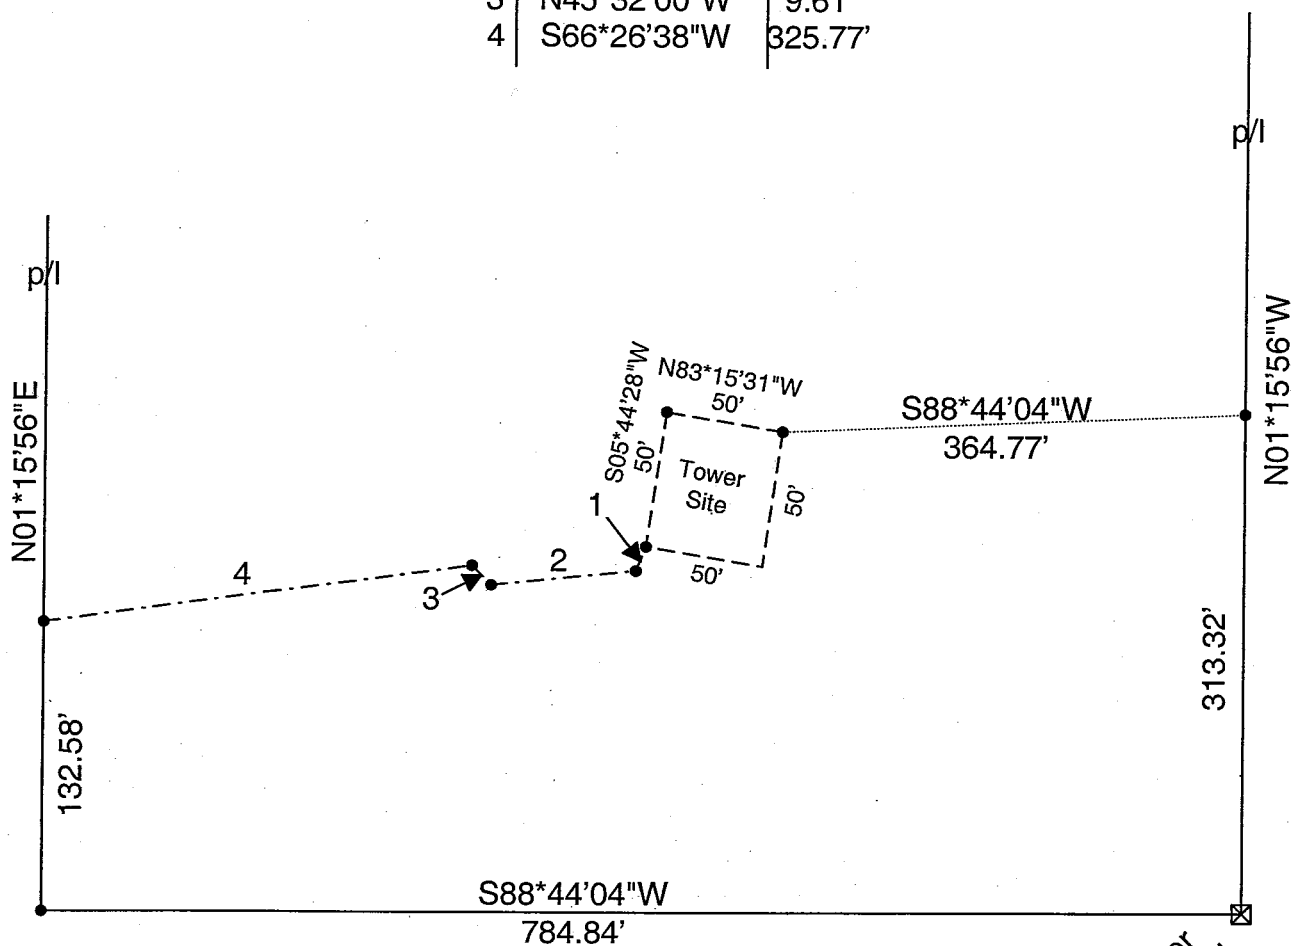 4 S66*26'38"W 325.77'
p/l
p/l
N01*15'56"E
N01*15'56"W
S05*44'28"W
50'
N83*15'31"W
50'
S88*44'04"W
364.77'
Tower
Site
50'
50'
1
2
3
4
132.58'
313.32'
S88*44'04"W
784.84'